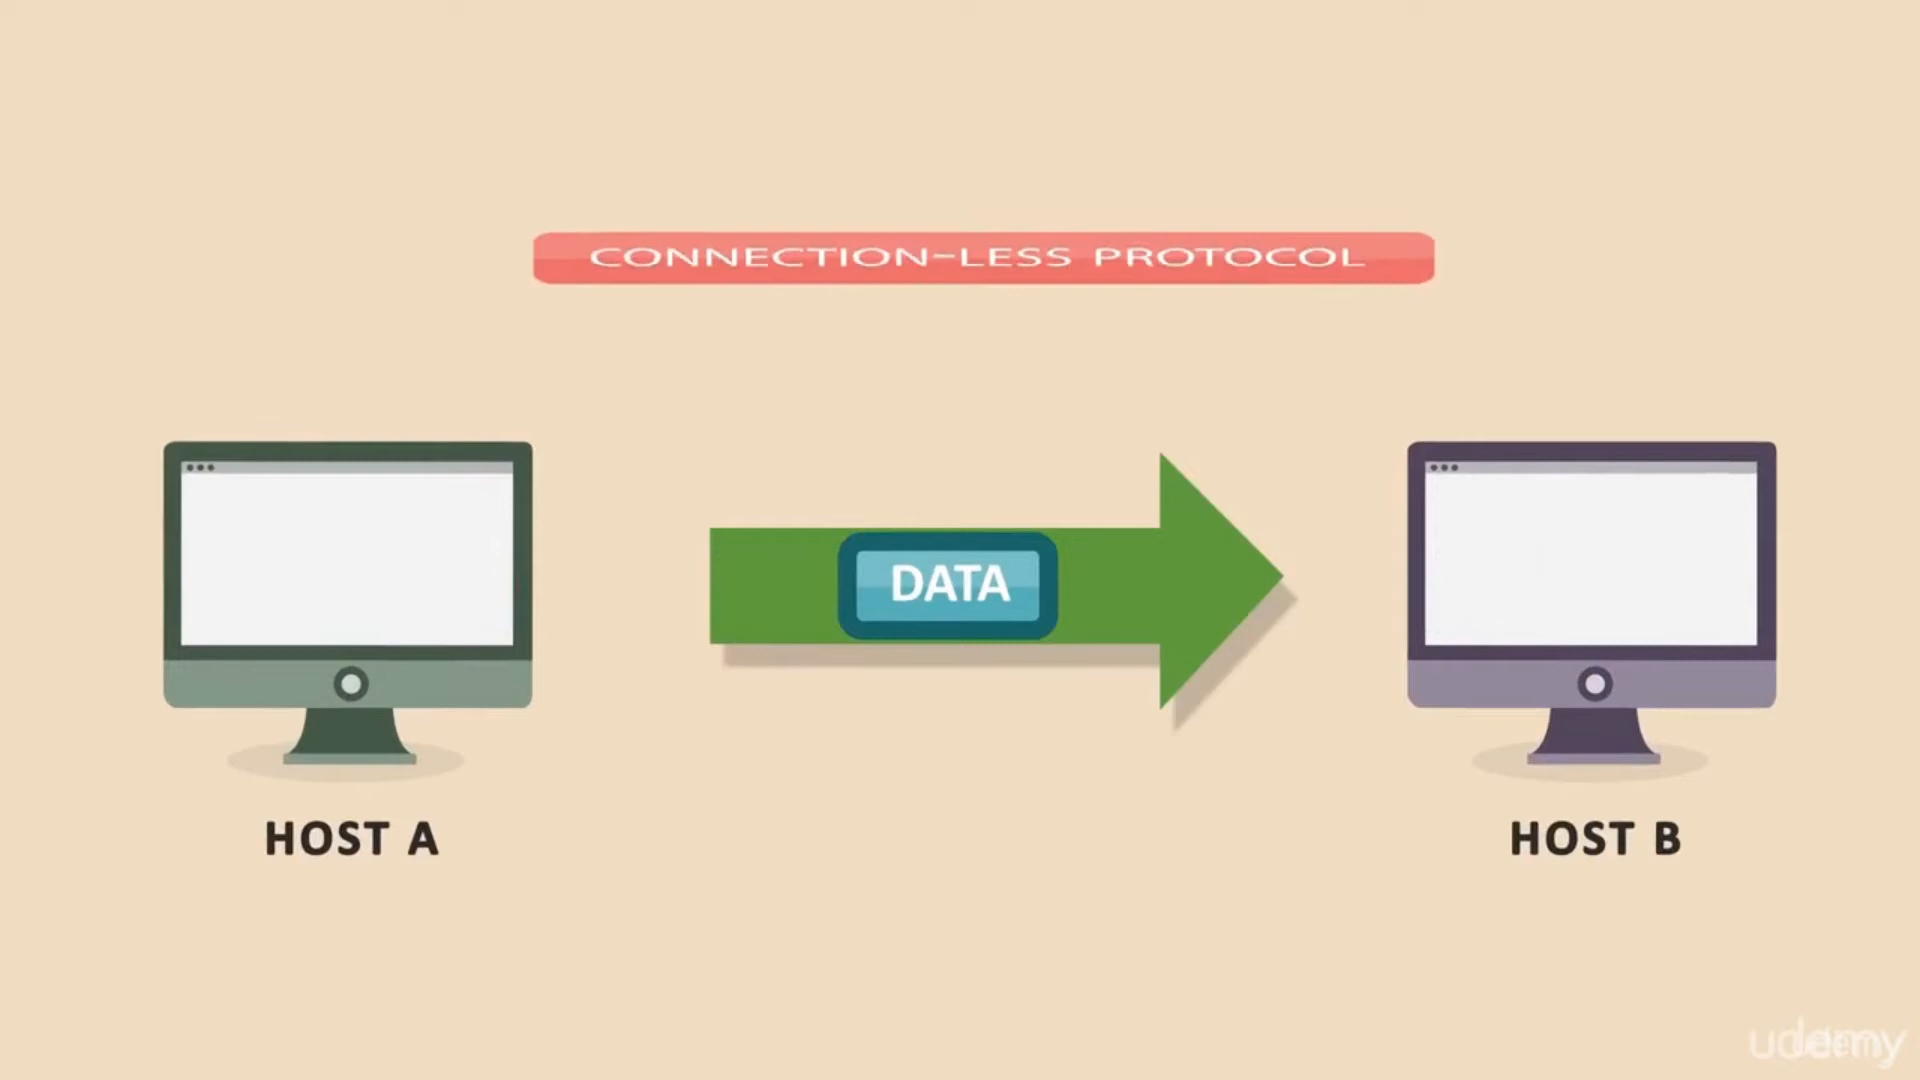 CONNECTION-LESS PROTOCOL
DATA
HOST A
HOST B
udemy